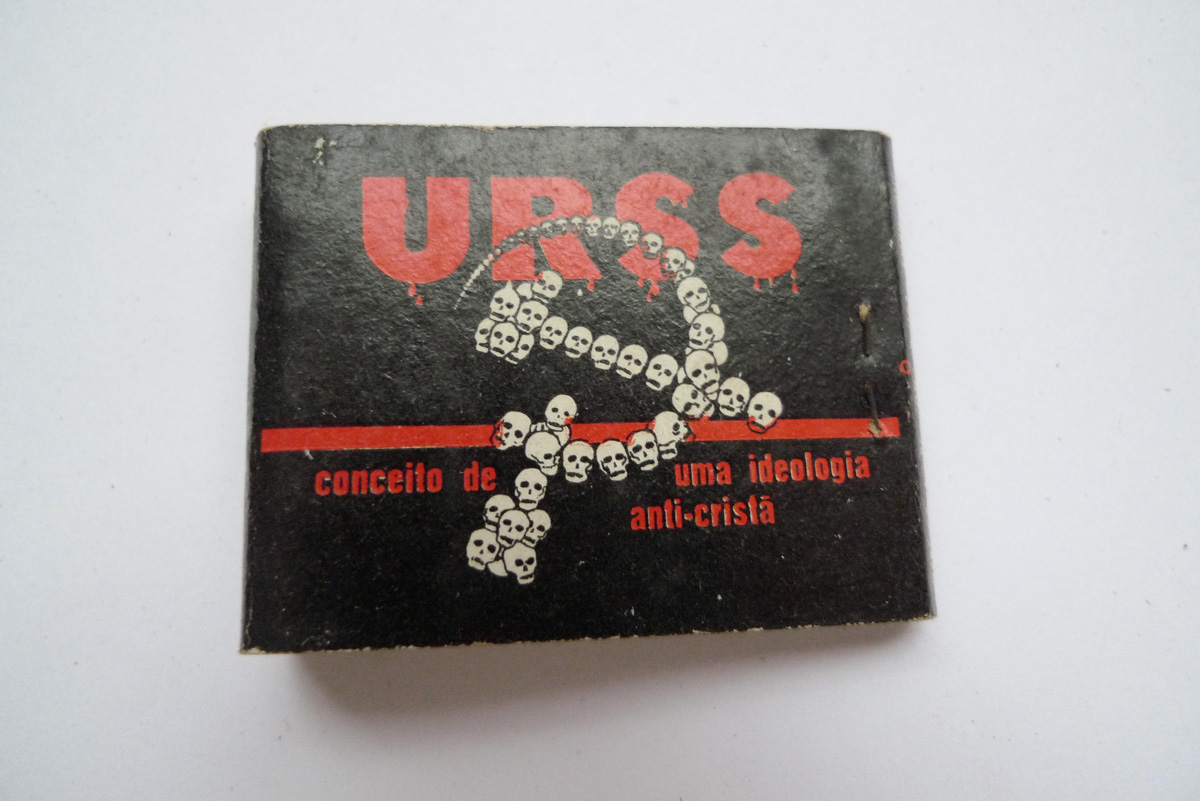 URSS
conceito de uma ideologia
anti-cristã